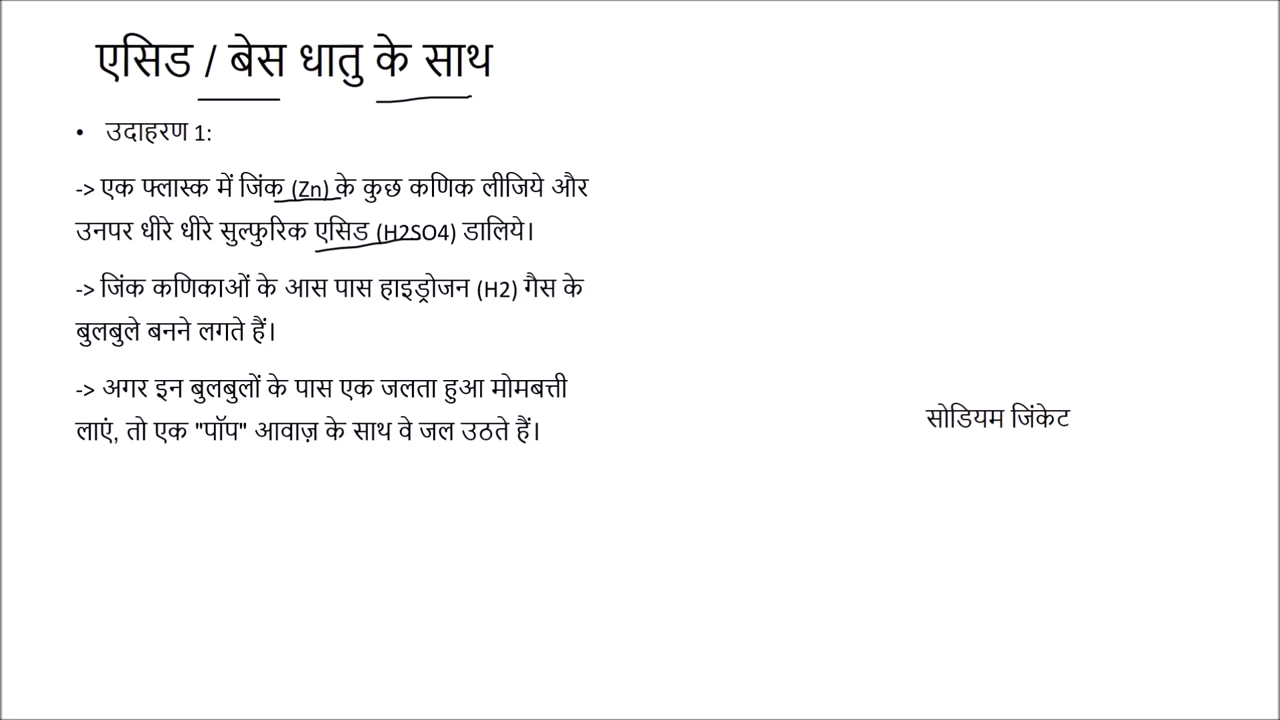 एसिड / बेस धातु के साथ
• उदाहरण 1:
-> एक फ्लास्क में जिंक (Zn) के कुछ कणिक लीजिये और
उनपर धीरे धीरे सुल्फुरिक एसिड (H2SO4) डालिये।
-> जिंक कणिकाओं के आस पास हाइड्रोजन (H2) गैस के
बुलबुले बनने लगते हैं।
-> अगर इन बुलबुलों के पास एक जलता हुआ मोमबत्ती
लाएं, तो एक "पॉप" आवाज़ के साथ वे जल उठते हैं।
सोडियम जिंकेट